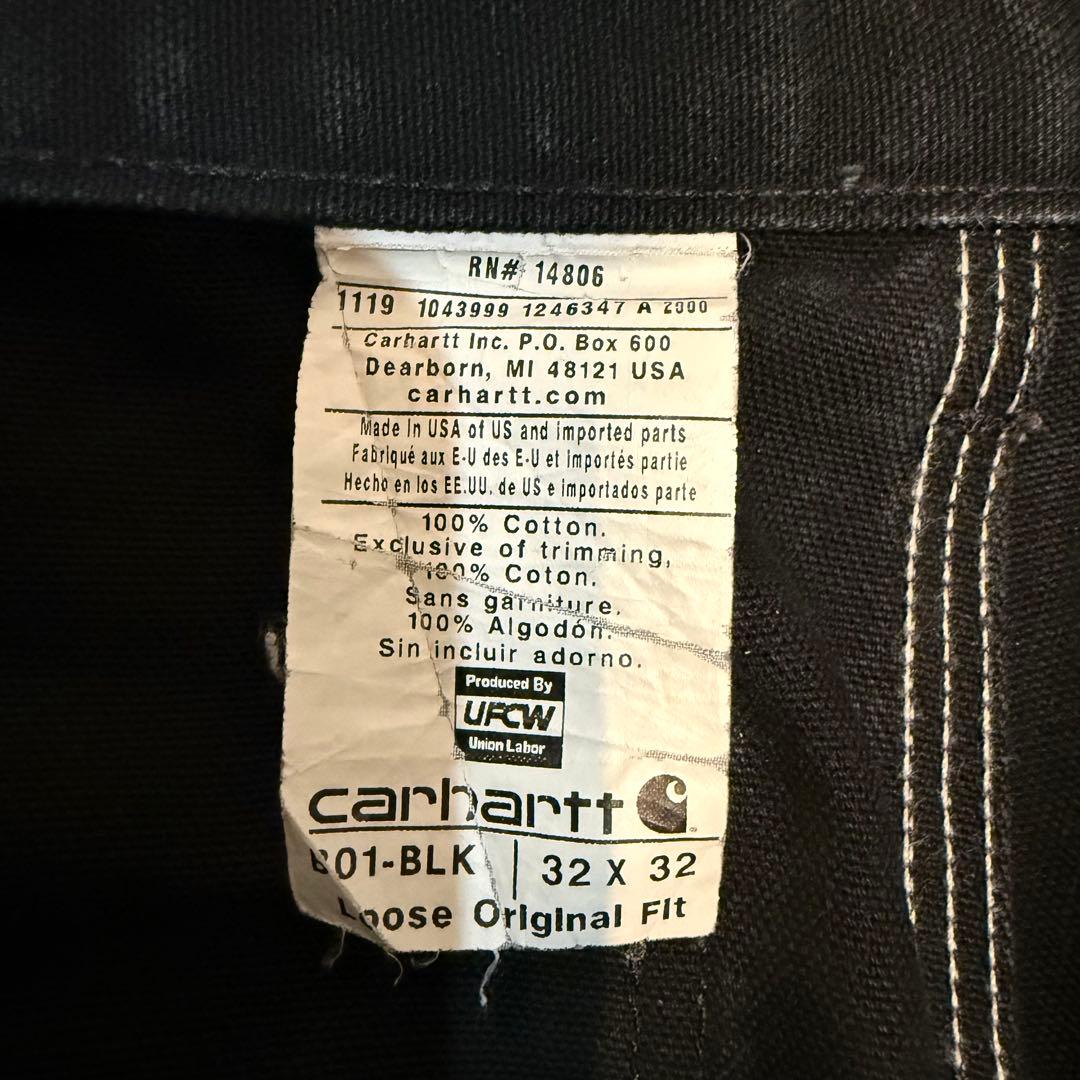 RN# 14806
1119 1043999 1246347 A 2000
Carhartt Inc. P.O. Box 600
Dearborn, MI 48121 USA
carhartt.com
Made In USA of US and imported parts
Fabriqué aux E-U des E-U et importés partie
Hecho en los EE.UU. de US e importados parte
100% Cotton.
Exclusive of trimming,
100% Coton.
Sans garniture.
100% Algodón.
Sin incluir adorno.
Produced By
UFCW
Union Labor
carhartt
B01-BLK | 32 X 32
Loose Original Fit